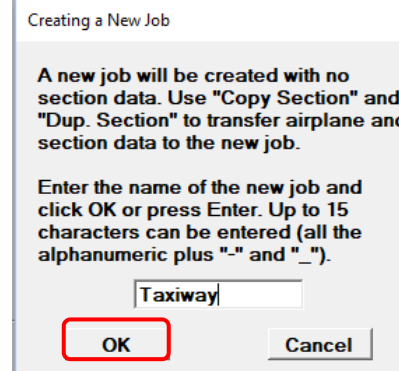 Creating a New Job
A new job will be created with no
section data. Use "Copy Section" and
"Dup. Section" to transfer airplane and
section data to the new job.
Enter the name of the new job and
click OK or press Enter. Up to 15
characters can be entered (all the
alphanumeric plus "-" and "_").
Taxiway
OK Cancel